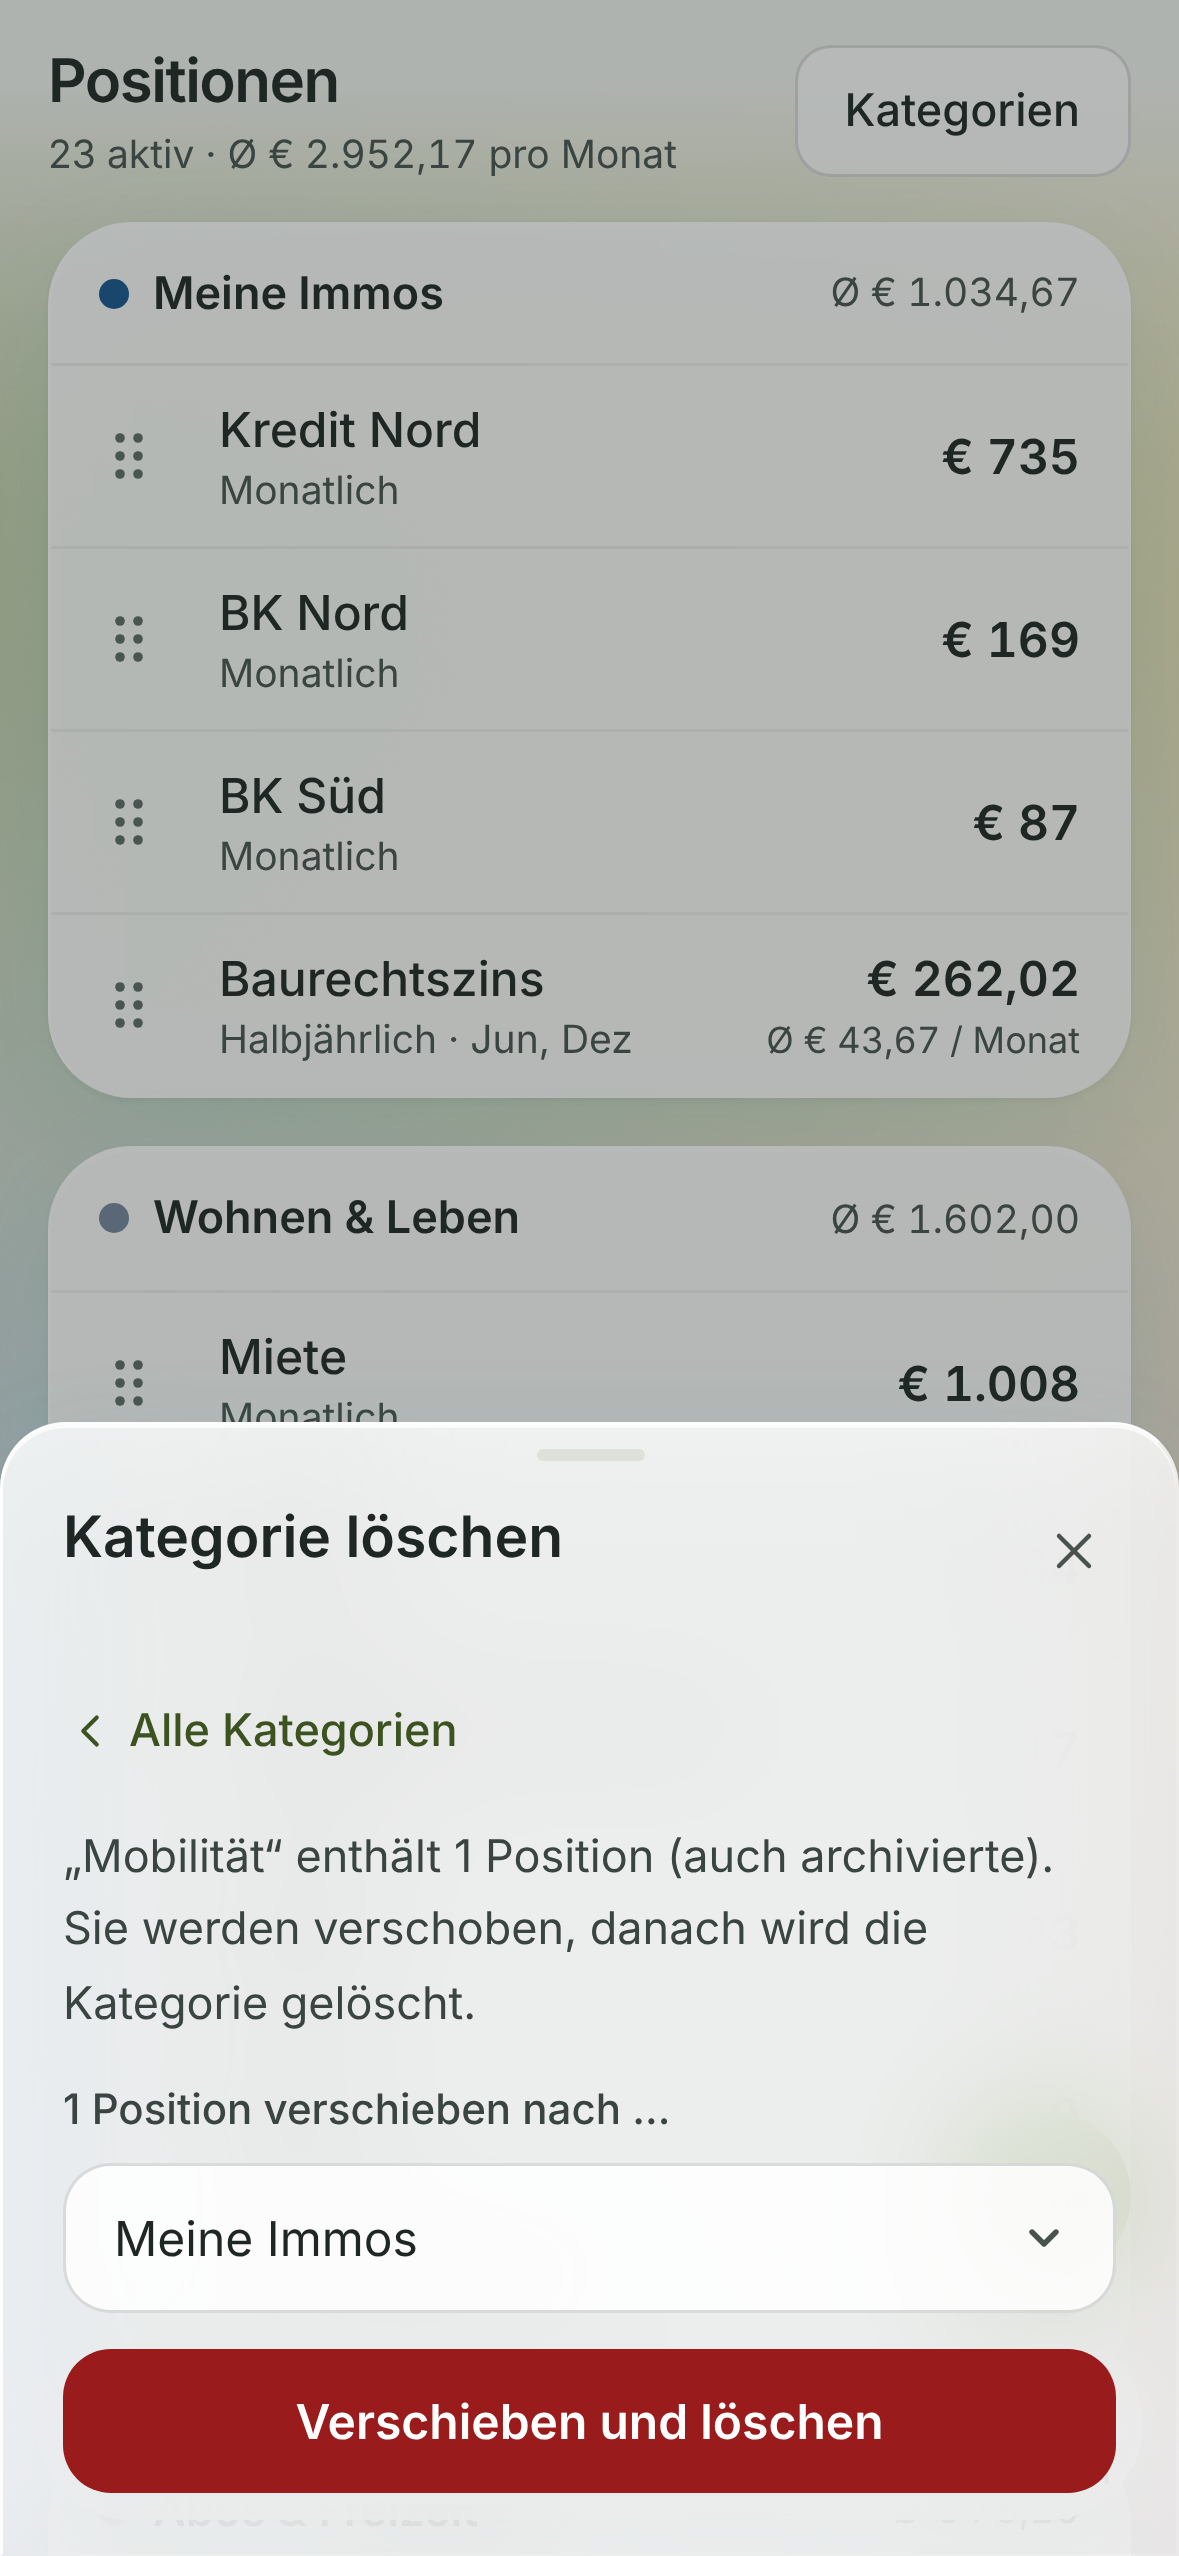 Positionen
Kategorien
23 aktiv · Ø € 2.952,17 pro Monat
Meine Immos
Ø € 1.034,67
Kredit Nord
Monatlich
€ 735
BK Nord
Monatlich
€ 169
BK Süd
Monatlich
€ 87
Baurechtszins
€ 262,02
Halbjährlich · Jun, Dez
Ø € 43,67 / Monat
Wohnen & Leben
Ø € 1.602,00
Miete
€ 1.008
Monatlich
Kategorie löschen
Alle Kategorien
„Mobilität“ enthält 1 Position (auch archivierte).
Sie werden verschoben, danach wird die
Kategorie gelöscht.
1 Position verschieben nach ...
Meine Immos
Verschieben und löschen
Abos & Freizeit